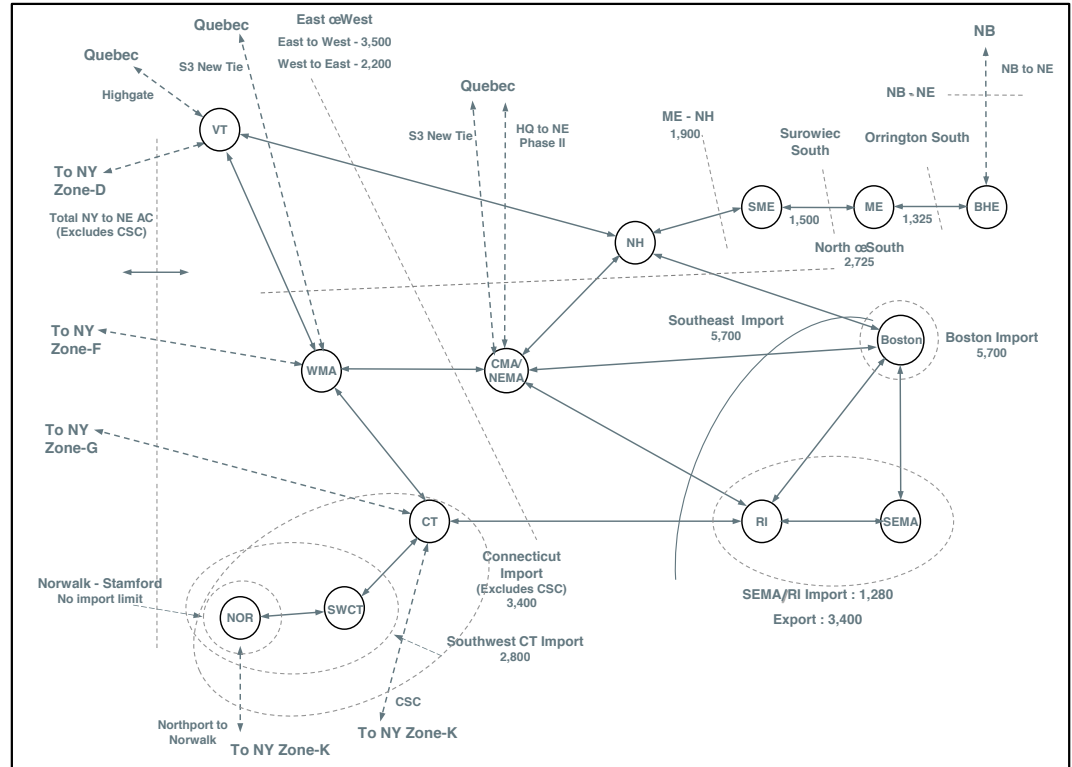 Quebec
East œWest
East to West - 3,500
West to East - 2,200
NB
Quebec
S3 New Tie
NB to NE
Highgate
Quebec
NB - NE
ME - NH
1,900
S3 New Tie
HQ to NE
Phase II
Surowiec
South
Orrington South
VT
To NY
Zone-D
Total NY to NE AC
(Excludes CSC)
SME
1,500
ME
1,325
BHE
NH
North œSouth
2,725
To NY
Zone-F
Southeast Import
5,700
Boston
Boston Import
5,700
WMA
CMA/
NEMA
To NY
Zone-G
CT
RI
SEMA
Connecticut
Import
(Excludes CSC)
3,400
Norwalk - Stamford
No import limit
NOR
SWCT
SEMA/RI Import : 1,280
Export : 3,400
Southwest CT Import
2,800
CSC
Northport to
Norwalk
To NY Zone-K
To NY Zone-K